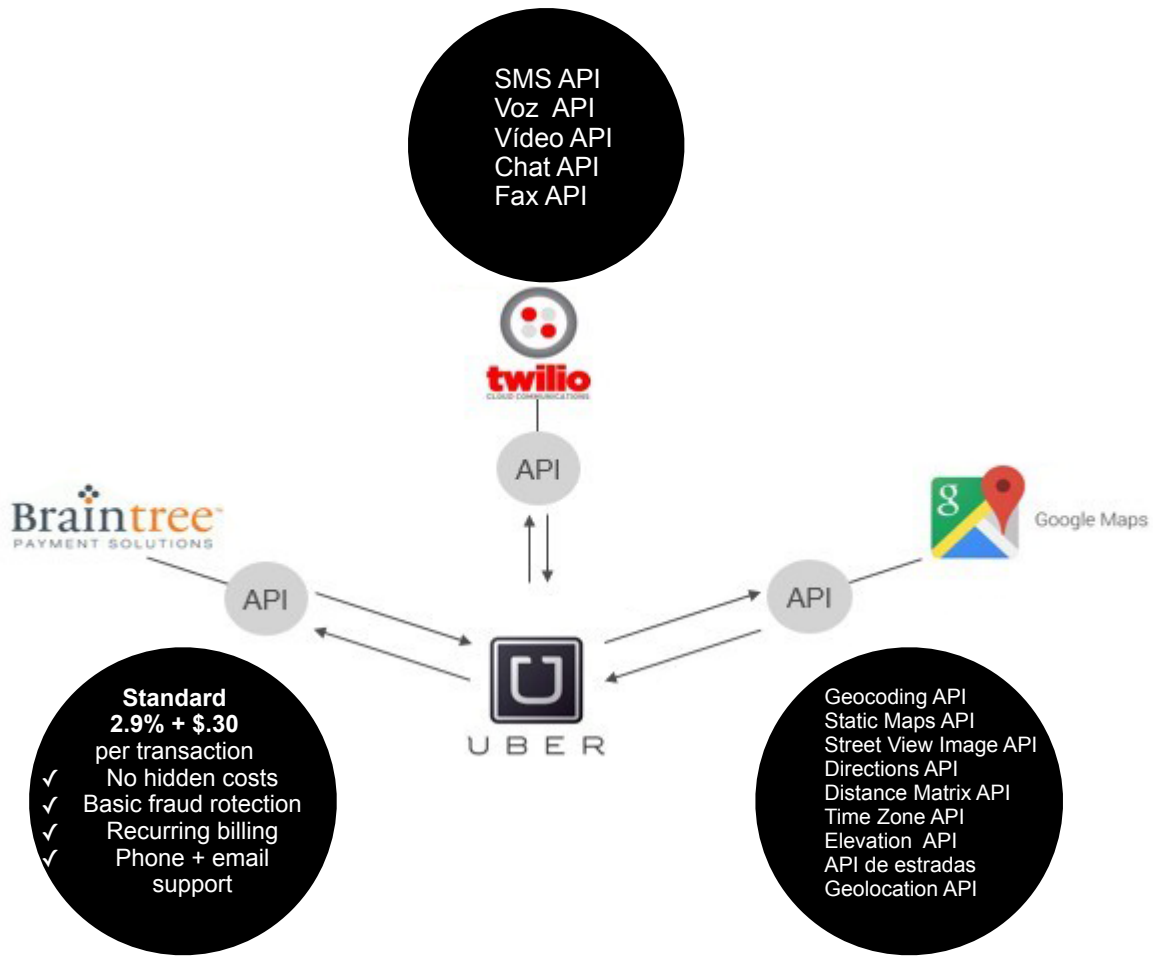 SMS API
Voz API
Vídeo API
Chat API
Fax API
twilio
CLOUD COMMUNICATIONS
API
Braintree
PAYMENT SOLUTIONS
API
g
Google Maps
API
U B E R
Standard
2.9% + $.30
per transaction
✓ No hidden costs
✓ Basic fraud rotection
✓ Recurring billing
✓ Phone + email
support
Geocoding API
Static Maps API
Street View Image API
Directions API
Distance Matrix API
Time Zone API
Elevation API
API de estradas
Geolocation API